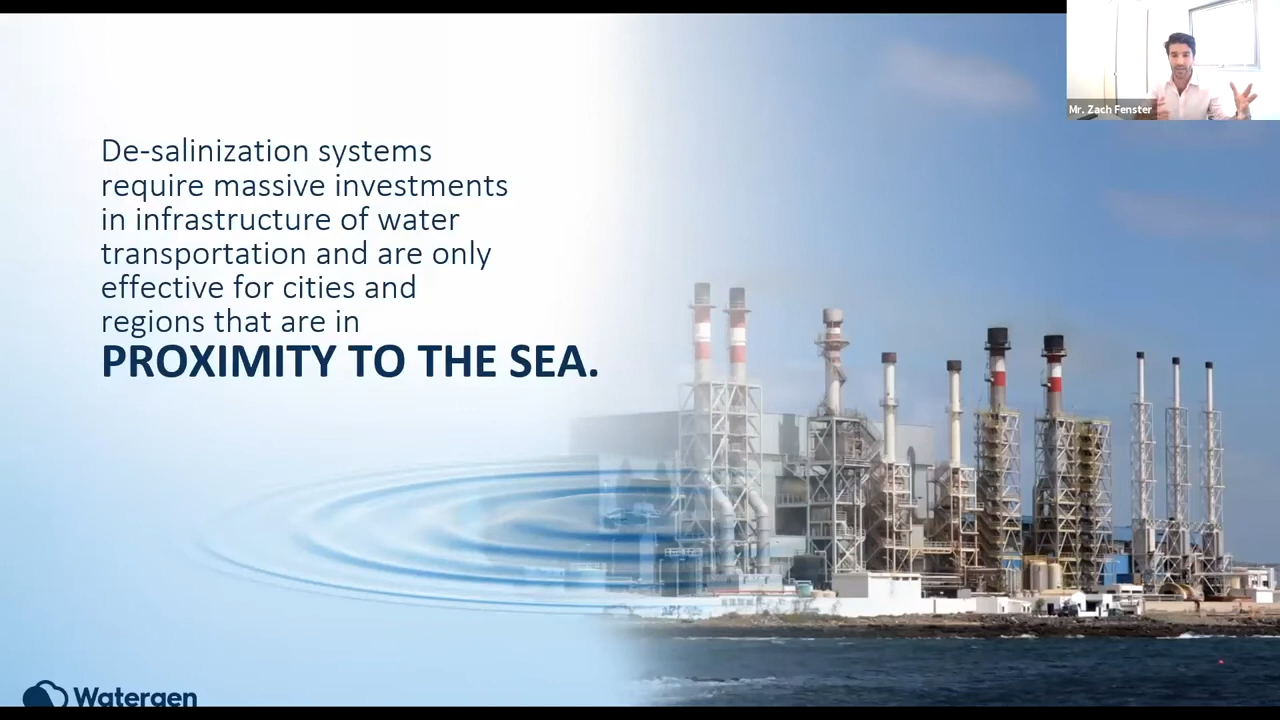 De-salinization systems
require massive investments
in infrastructure of water
transportation and are only
effective for cities and
regions that are in
PROXIMITY TO THE SEA.
Mr. Zach Fenster
Watergen